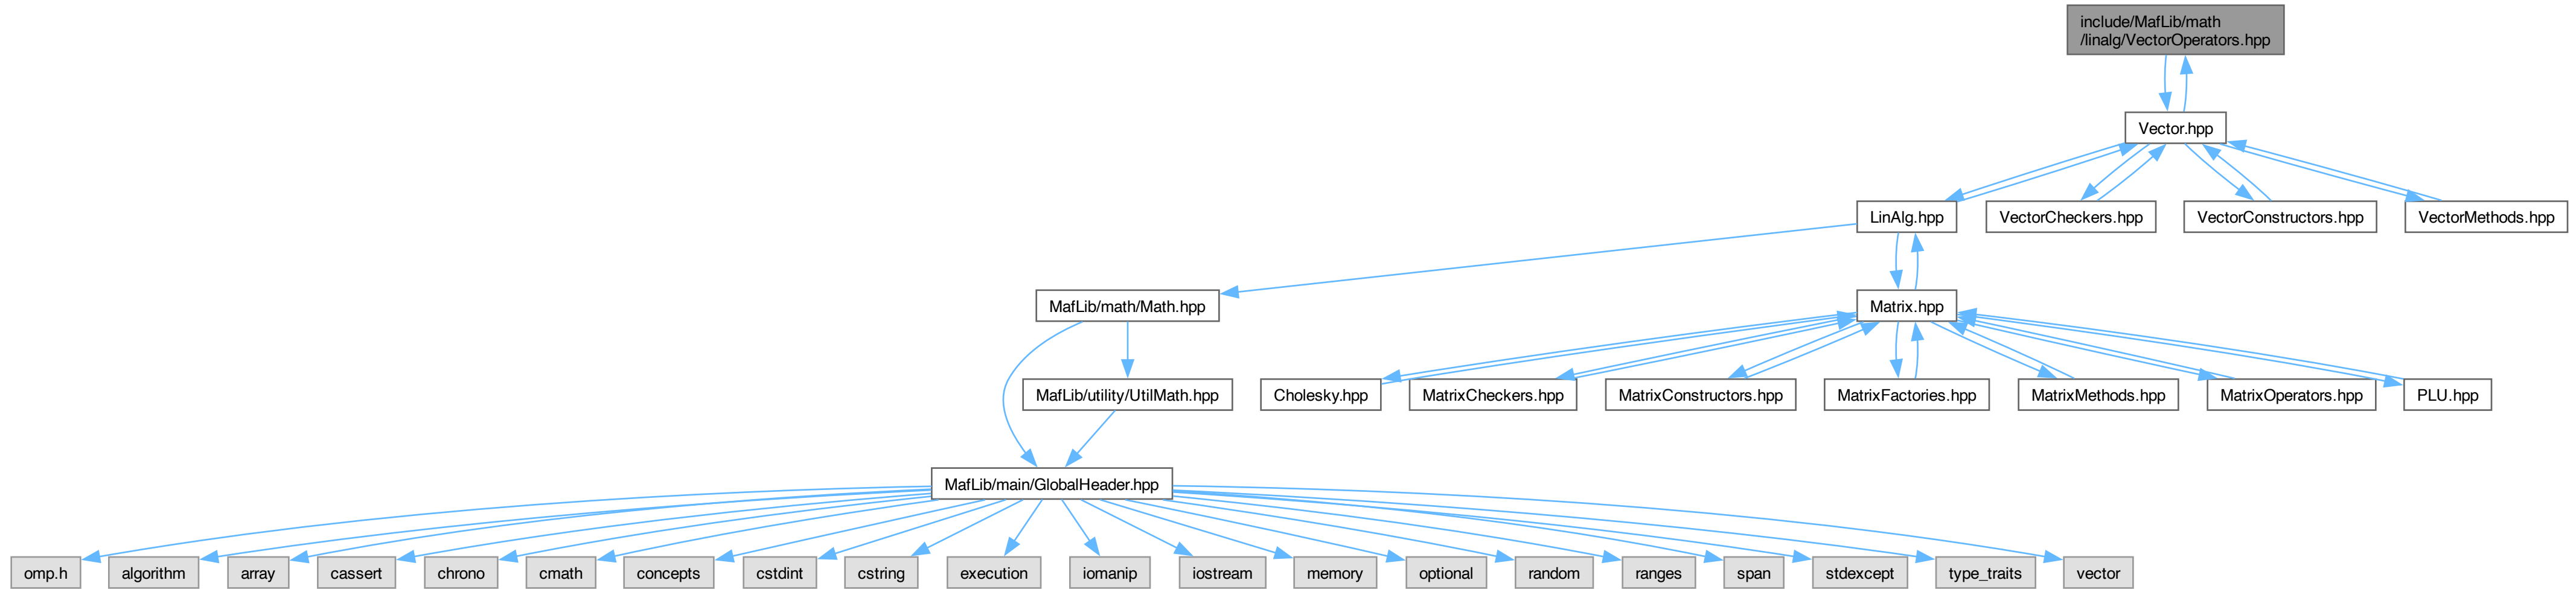 include/MafLib/math
/linalg/VectorOperators.hpp
Vector.hpp
LinAlg.hpp
VectorCheckers.hpp
VectorConstructors.hpp
VectorMethods.hpp
MafLib/math/Math.hpp
Matrix.hpp
MafLib/utility/UtilMath.hpp
Cholesky.hpp
MatrixCheckers.hpp
MatrixConstructors.hpp
MatrixFactories.hpp
MatrixMethods.hpp
MatrixOperators.hpp
PLU.hpp
MafLib/main/GlobalHeader.hpp
omp.h
algorithm
array
cassert
chrono
cmath
concepts
cstdint
cstring
execution
iomanip
iostream
memory
optional
random
ranges
span
stdexcept
type_traits
vector